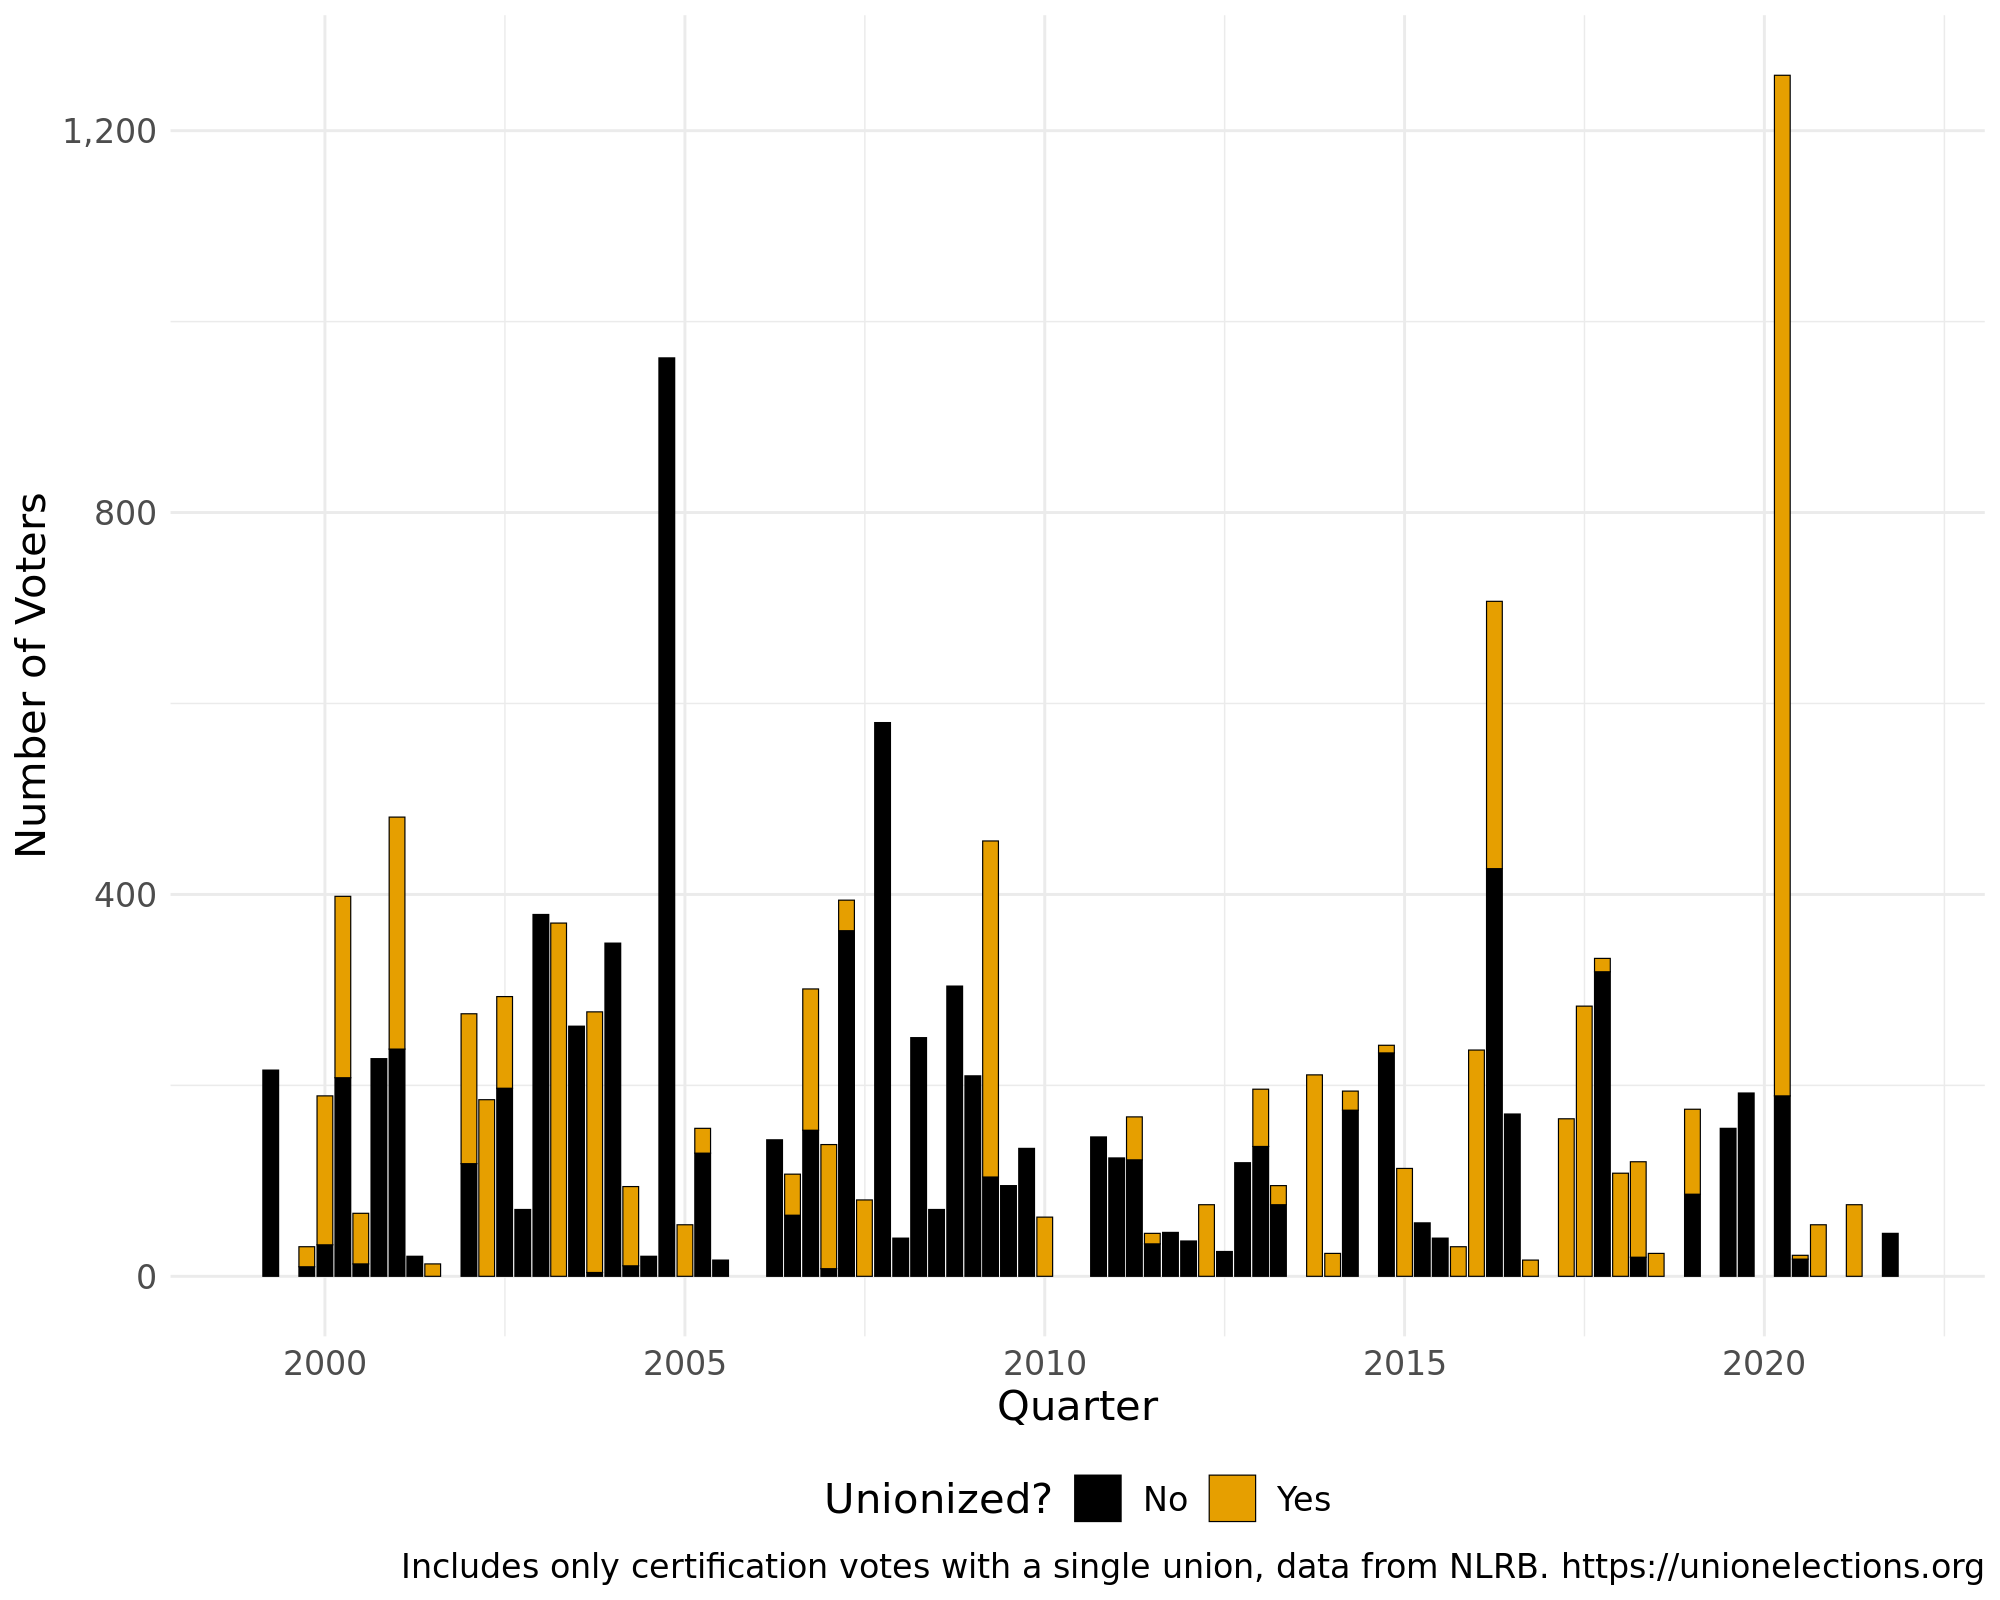 1,200
800
400
0
Number of Voters
2000 2005 2010 2015 2020
Quarter
Unionized? No Yes
Includes only certification votes with a single union, data from NLRB. https://unionelections.org